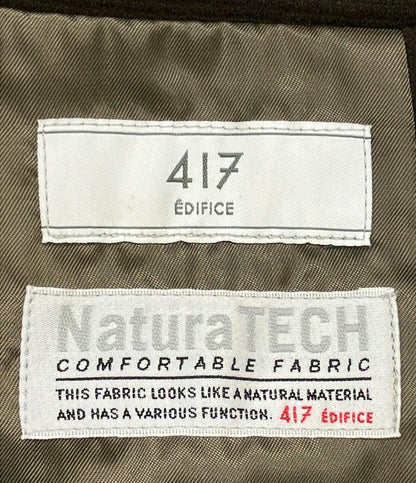 417
ÉDIFICE
NaturaTECH
COMFORTABLE FABRIC
THIS FABRIC LOOKS LIKE A NATURAL MATERIAL
AND HAS A VARIOUS FUNCTION. 417 ÉDIFICE